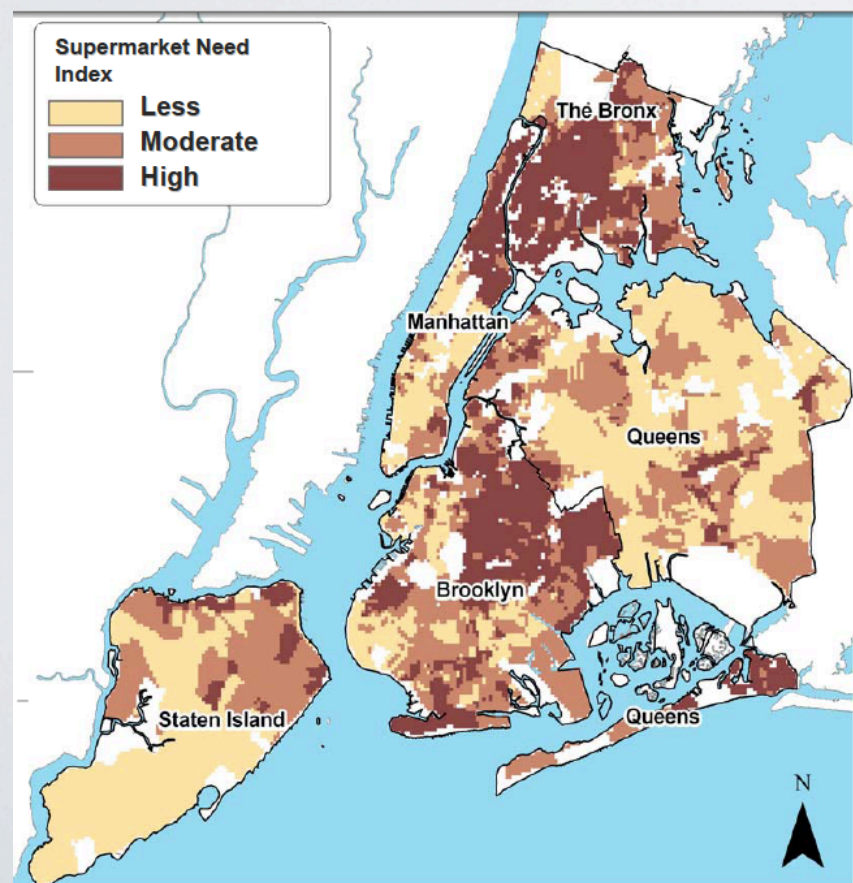 Supermarket Need
Index
Less
Moderate
High
The Bronx
Manhattan
Queens
Brooklyn
Staten Island
Queens
N